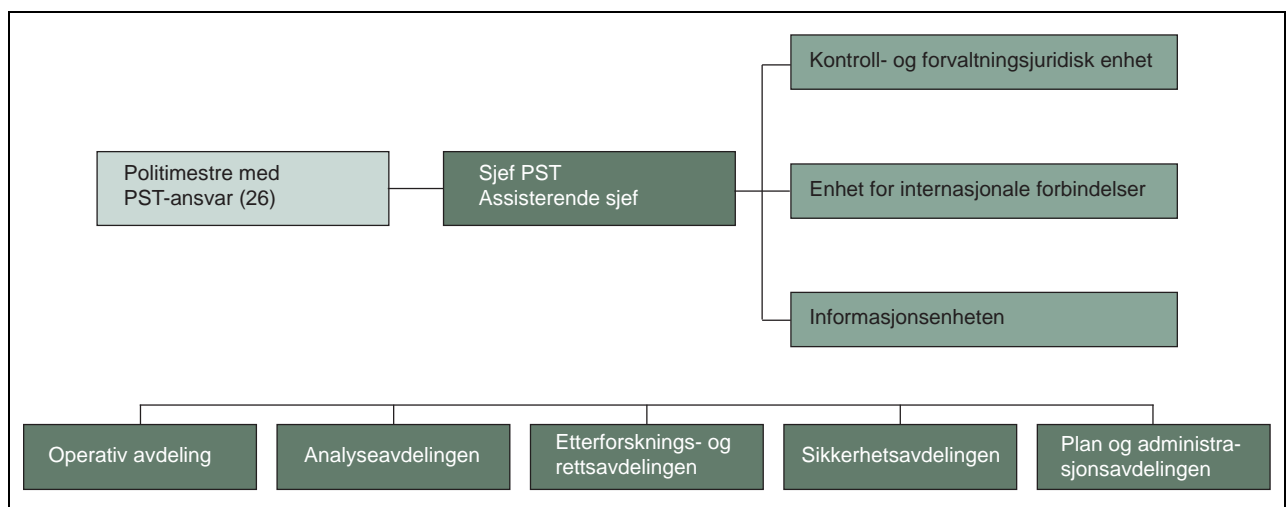 Kontroll- og forvaltningsjuridisk enhet
Politimestre med
PST-ansvar (26)
Sjef PST
Assisterende sjef
Enhet for internasjonale forbindelser
Informasjonsenheten
Operativ avdeling
Analyseavdelingen
Etterforsknings- og
rettsavdelingen
Sikkerhetsavdelingen
Plan og administra-
sjonsavdelingen